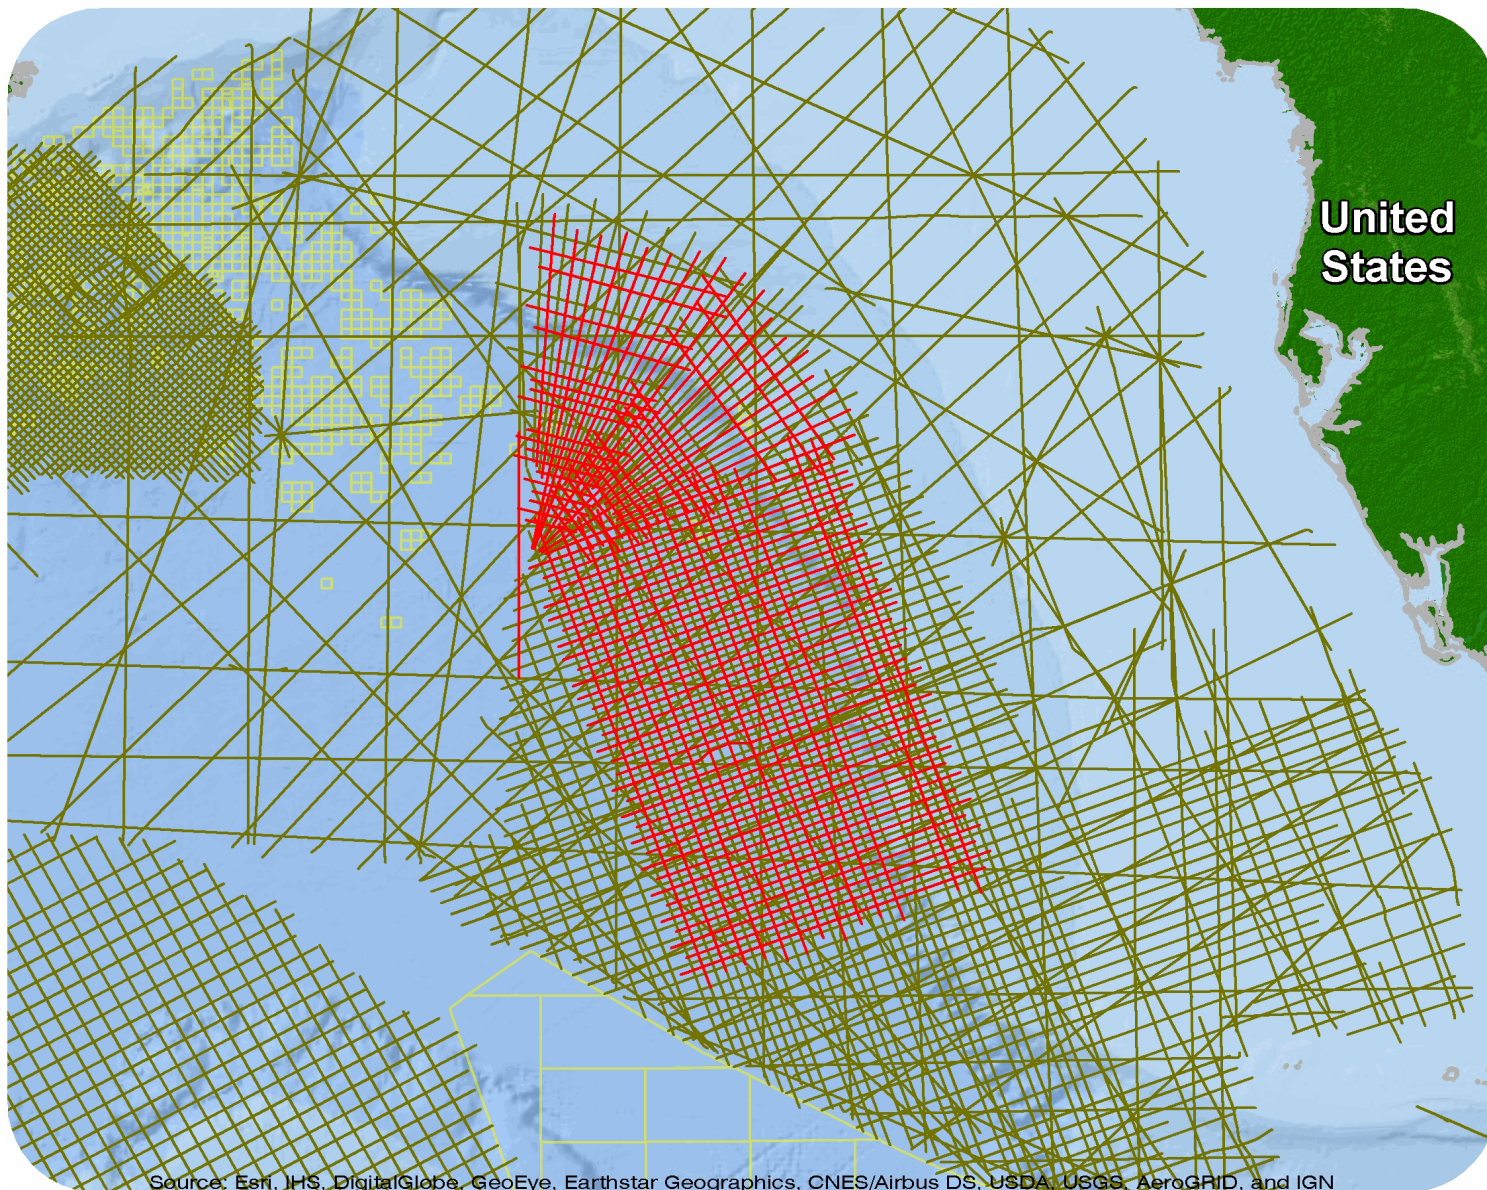 United
States
Source: Esri, IHS, DigitalGlobe, GeoEye, Earthstar Geographics, CNES/Airbus DS, USDA, USGS, AeroGRID, and IGN